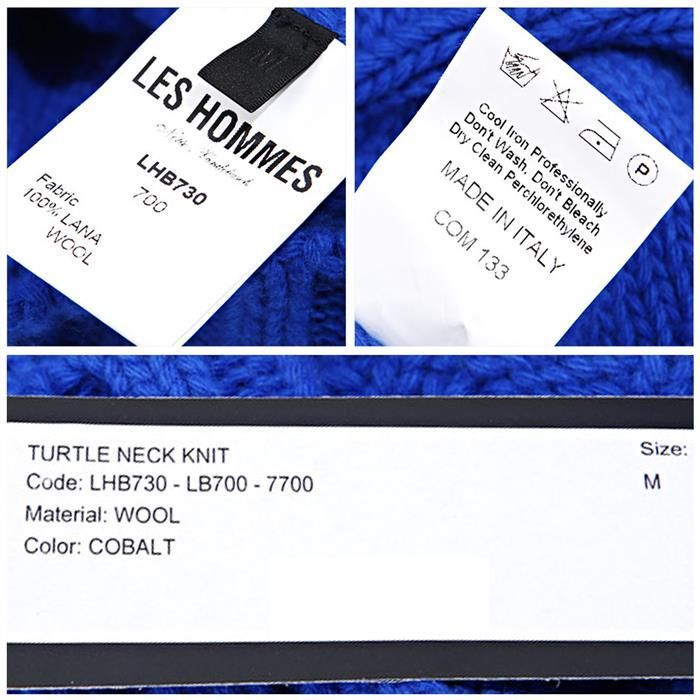 M
LES HOMMES
LHB730
700
Fabric
100% LANA
WOOL
P
Cool Iron Professionally
Don't Wash, Don't Bleach
Dry Clean Perchlorethylene
MADE IN ITALY
COM 133
TURTLE NECK KNIT
Code: LHB730 - LB700 - 7700
Material: WOOL
Color: COBALT
Size:
M